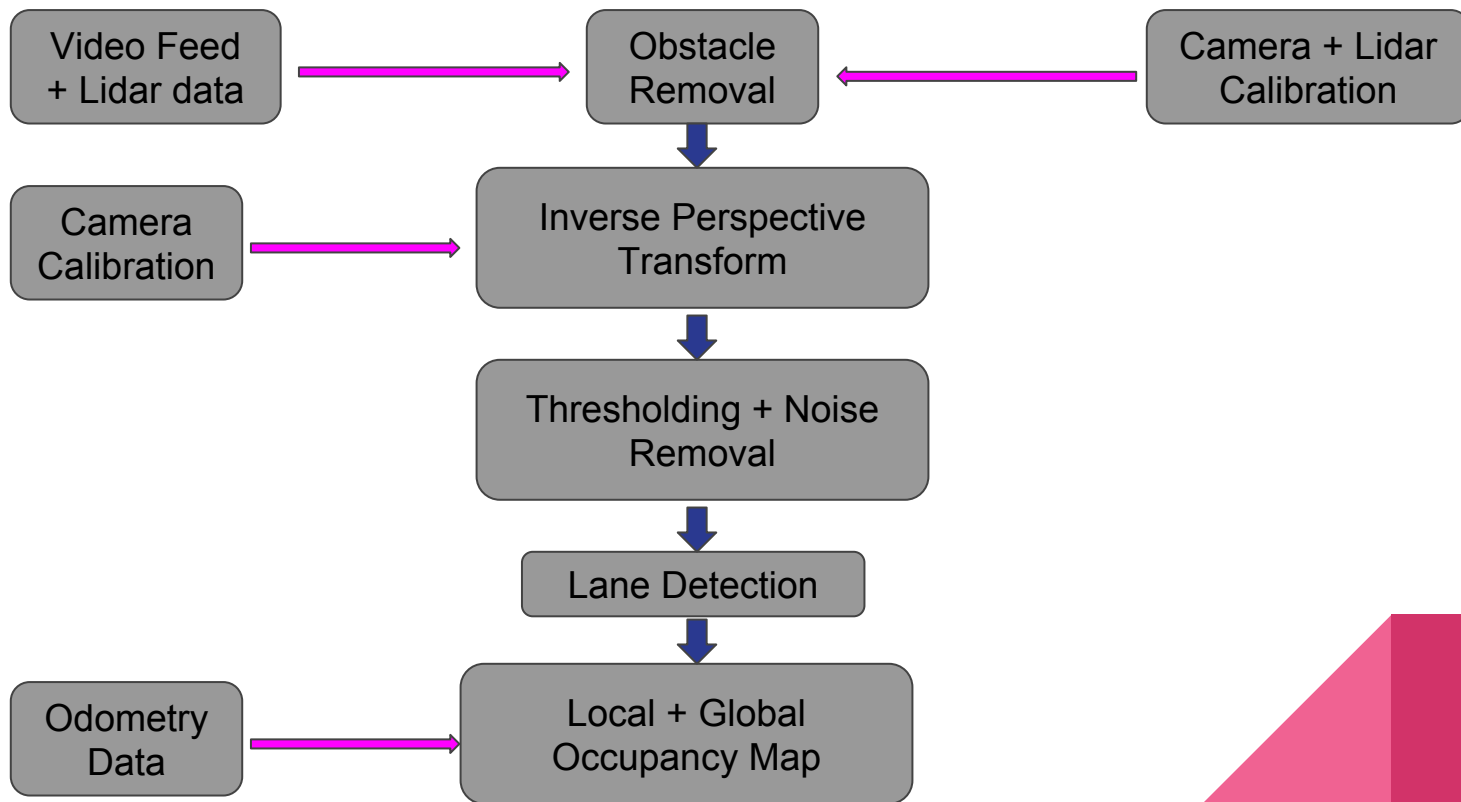 Video Feed
+ Lidar data
Obstacle
Removal
Camera + Lidar
Calibration
Camera
Calibration
Inverse Perspective
Transform
Thresholding + Noise
Removal
Lane Detection
Odometry
Data
Local + Global
Occupancy Map